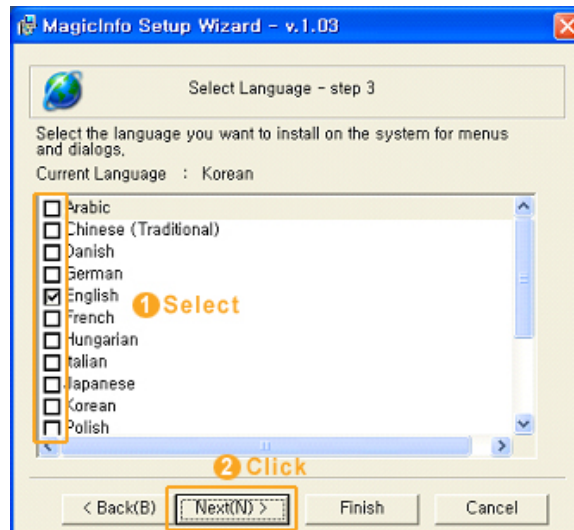 MagicInfo Setup Wizard - v.1.03
Select Language - step 3
Select the language you want to install on the system for menus
and dialogs,
Current Language : Korean
Arabic
Chinese (Traditional)
Danish
German
English
French
Hungarian
Italian
Japanese
Korean
Polish
1 Select
2 Click
< Back(B)
Next(N) >
Finish
Cancel